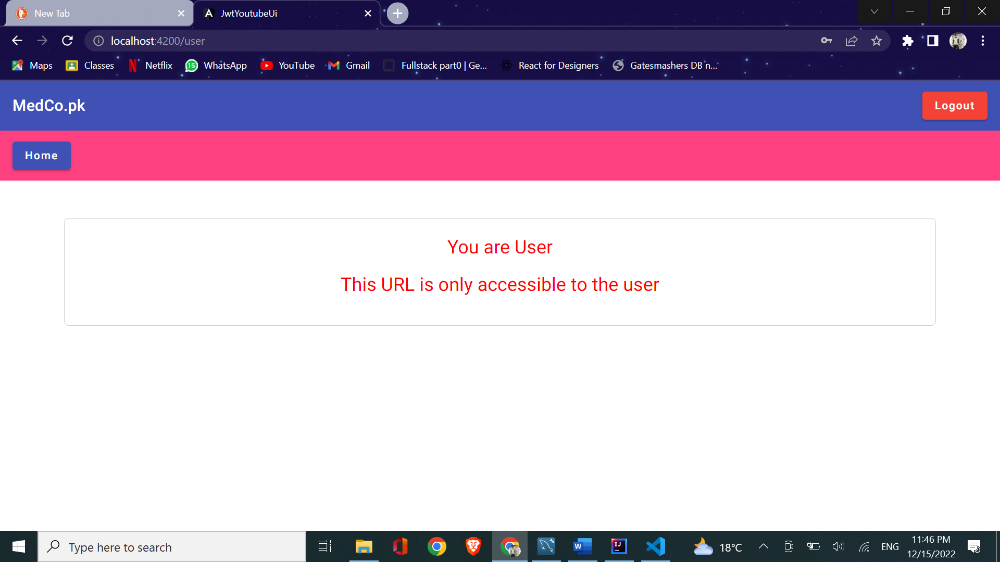 New Tab
JwtYoutubeUi
localhost:4200/user
Maps
Classes
Netflix
15
WhatsApp
YouTube
Gmail
Fullstack part0 | Ge...
React for Designers
Gatesmashers DB n...
MedCo.pk
Logout
Home
You are User
This URL is only accessible to the user
Type here to search
W
IJ
18°C
ENG
11:46 PM
12/15/2022